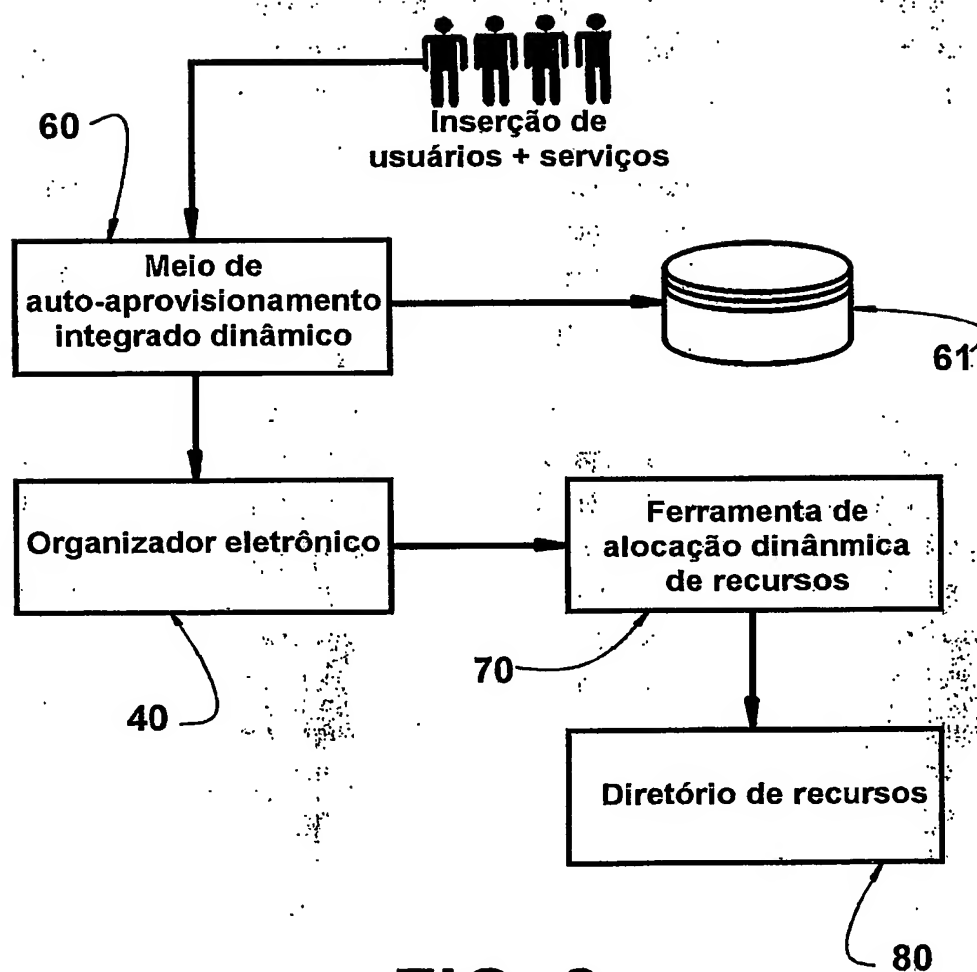 Inserção de
usuários + serviços
60
Meio de
auto-aprovisionamento
integrado dinâmico
61
Organizador eletrônico
Ferramenta de
alocação dinânmica
de recursos
70
40
Diretório de recursos
80